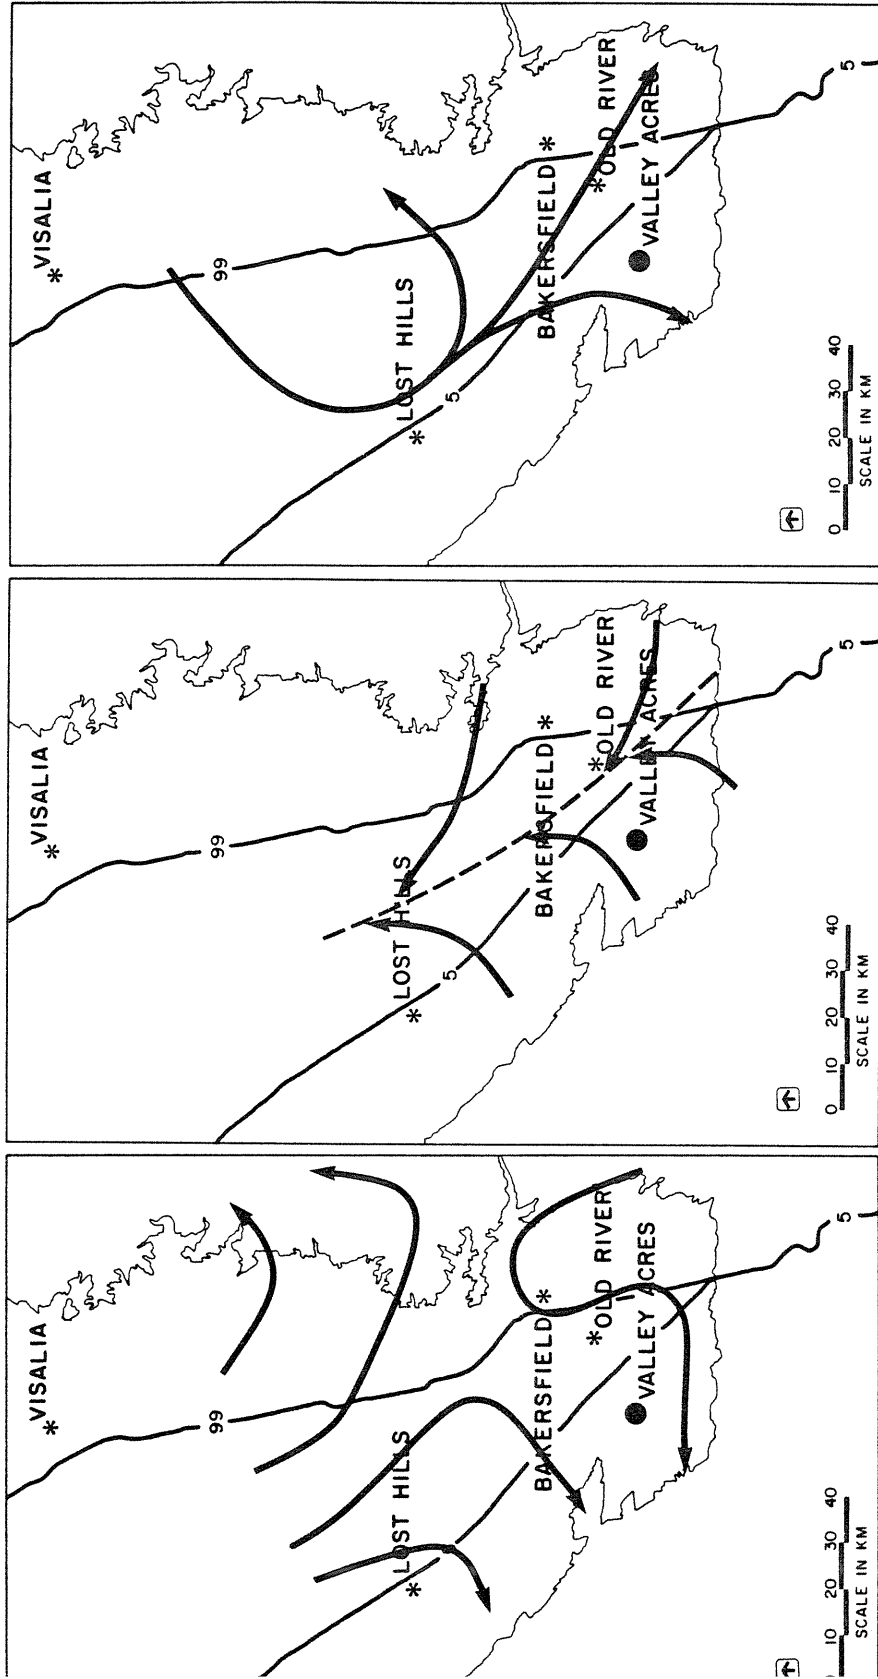 VISALIA
99
LOST HILLS
5
BAKERSFIELD
OLD RIVER
VALLEY ACRES
5
0 10 20 30 40
SCALE IN KM
VISALIA
99
LOST HILLS
5
BAKERSFIELD
OLD RIVER
VALLEY ACRES
5
0 10 20 30 40
SCALE IN KM
VISALIA
99
LOST HILLS
BAKERSFIELD
OLD RIVER
VALLEY ACRES
5
10 20 30 40
SCALE IN KM